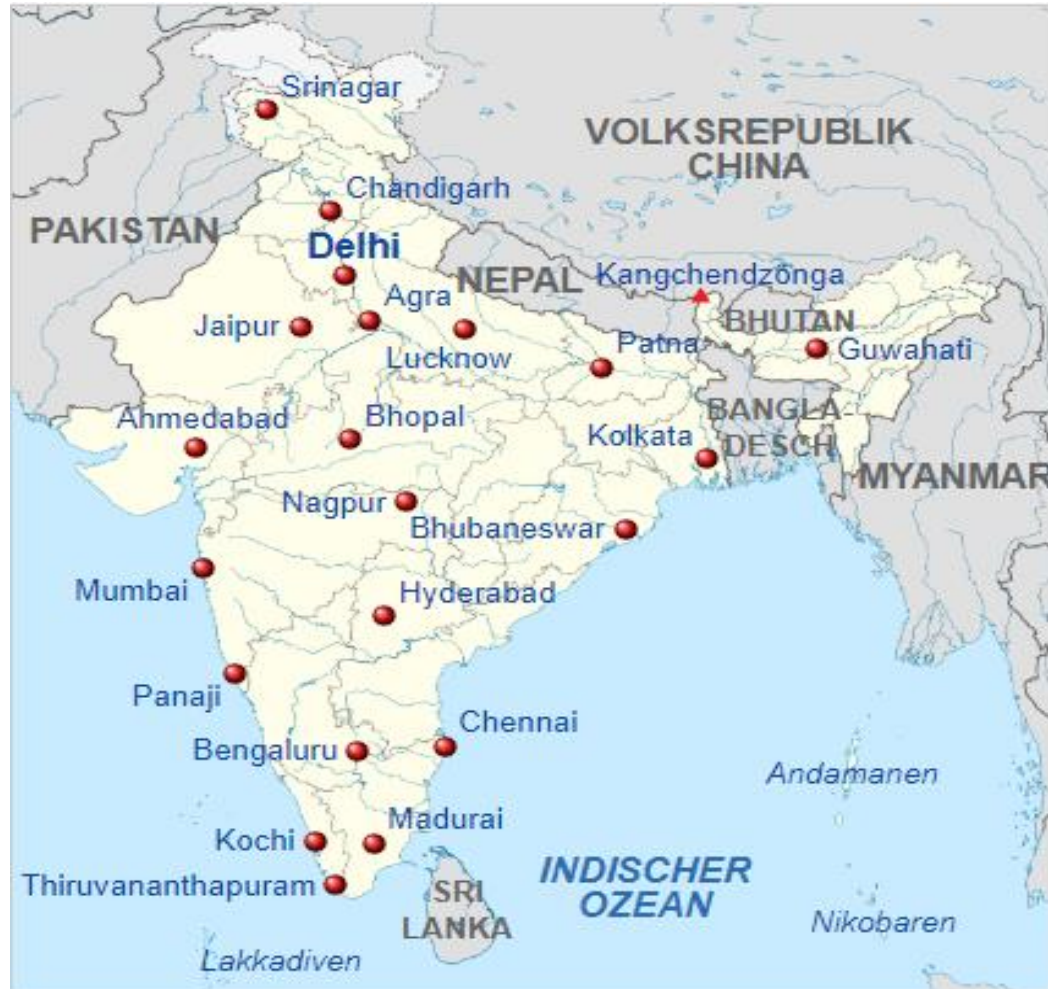 Srinagar
VOLKSREPUBLIK
CHINA
Chandigarh
PAKISTAN
Delhi
NEPAL
Kangchendzönga
Agra
Jaipur
BHUTAN
Lucknow
Patna
Guwahati
Ahmedabad
Bhopal
BANGLA-
DESCH
Kolkata
MYANMAR
Nagpur
Bhubaneswar
Mumbai
Hyderabad
Panaji
Chennai
Bengaluru
Andamanen
Kochi
Madurai
INDISCHER
OZEAN
Thiruvananthapuram
SRI
LANKA
Nikobaren
Lakkadiven